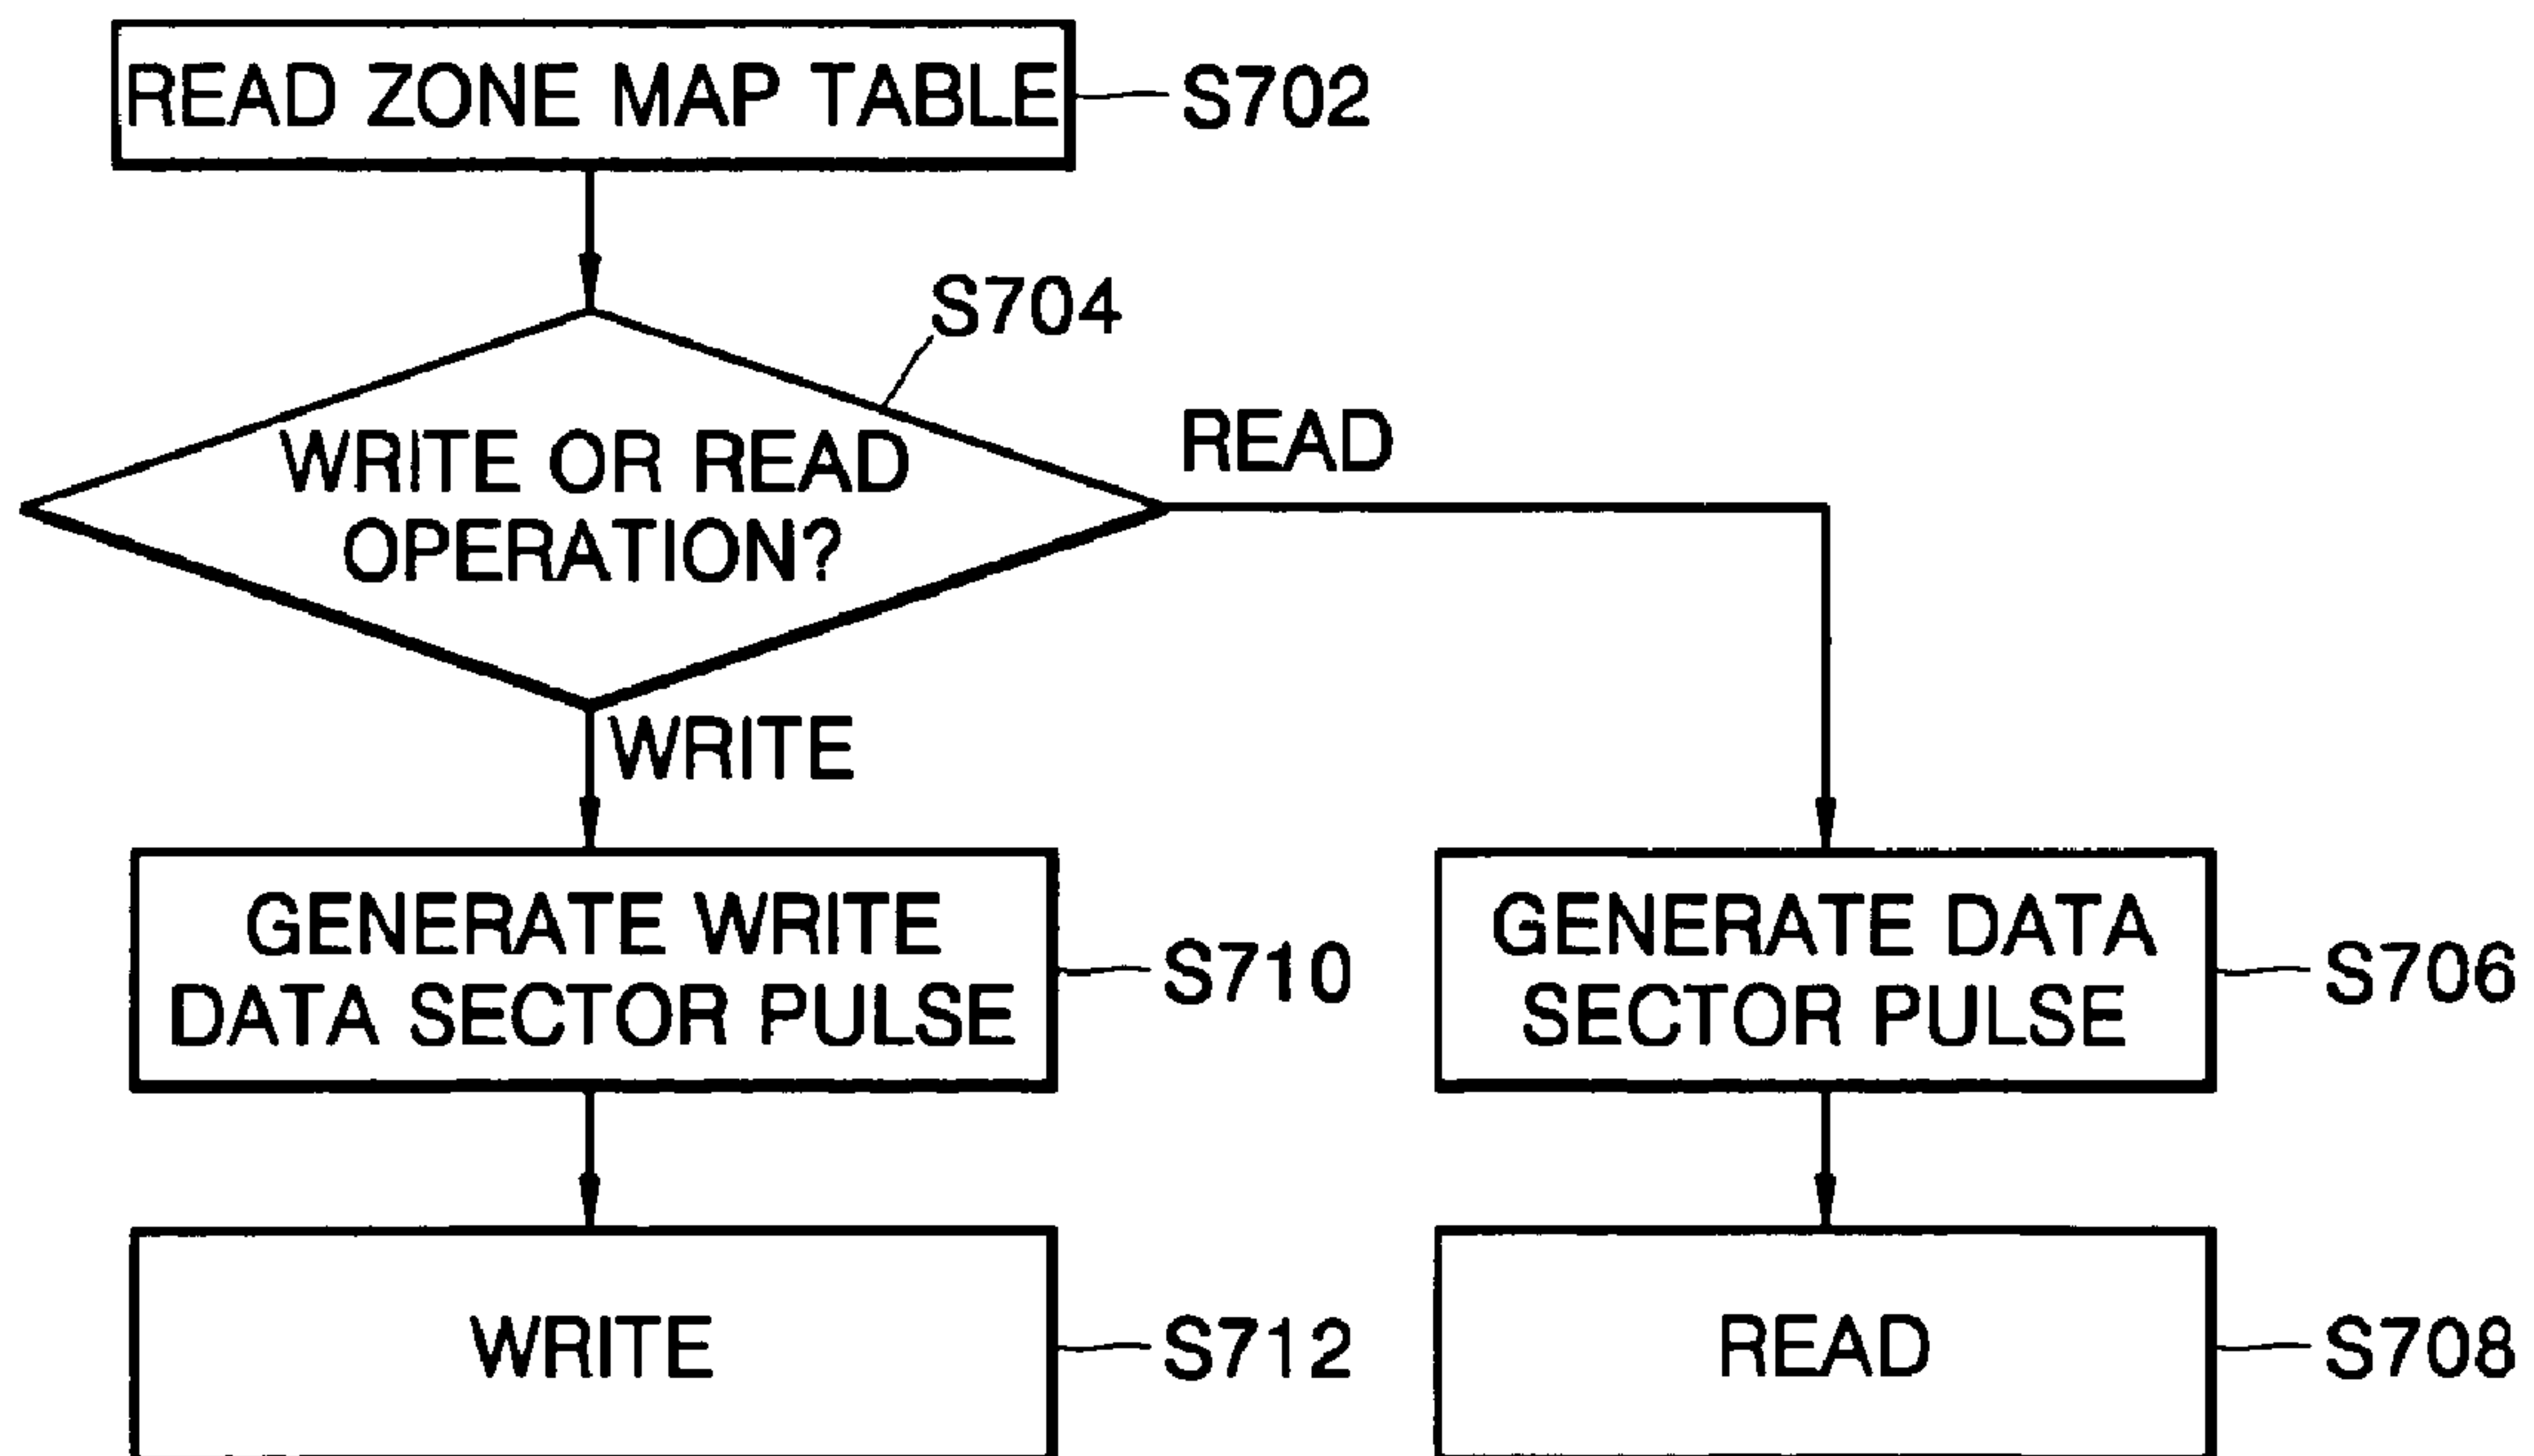 READ ZONE MAP TABLE
S702
S704
WRITE OR READ
OPERATION?
READ
WRITE
GENERATE WRITE
DATA SECTOR PULSE
S710
GENERATE DATA
SECTOR PULSE
S706
WRITE
S712
READ
S708